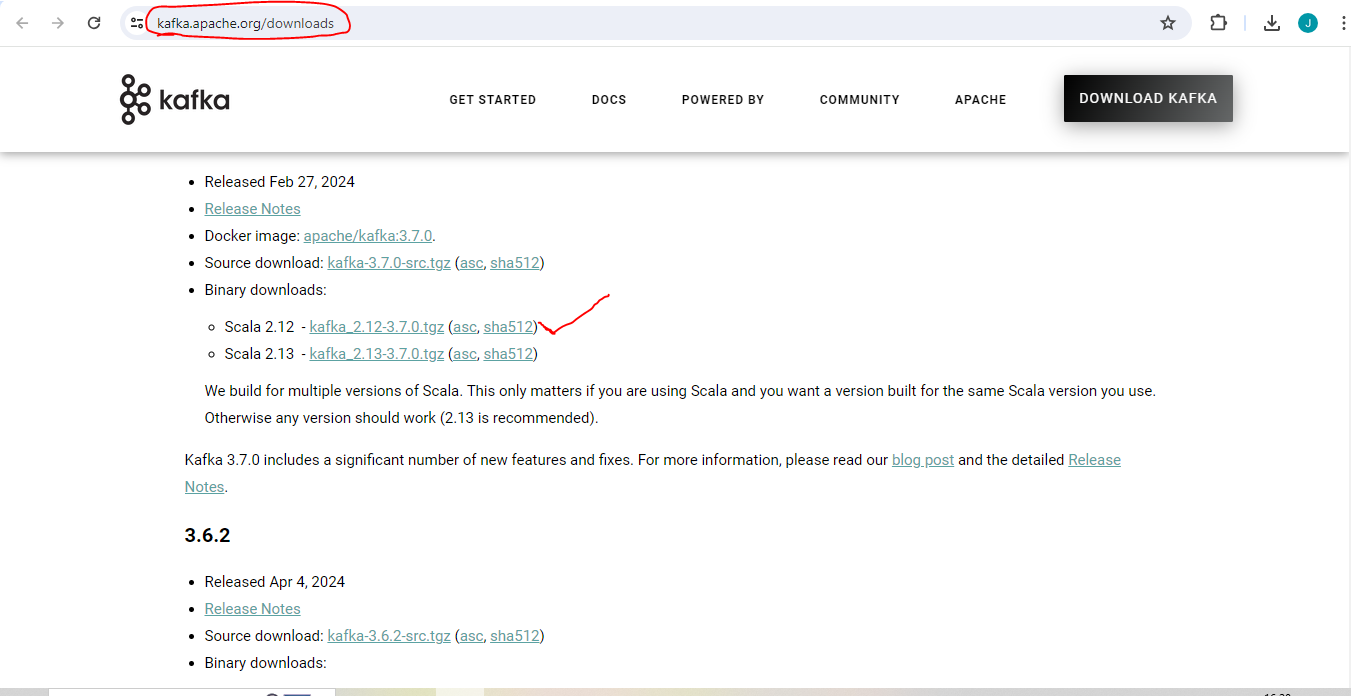 kafka.apache.org/downloads
J
kafka
GET STARTED
DOCS
POWERED BY
COMMUNITY
APACHE
DOWNLOAD KAFKA
Released Feb 27, 2024
Release Notes
Docker image: apache/kafka:3.7.0.
Source download: kafka-3.7.0-src.tgz (asc, sha512)
Binary downloads:
Scala 2.12 - kafka_2.12-3.7.0.tgz (asc, sha512)
Scala 2.13 - kafka_2.13-3.7.0.tgz (asc, sha512)
We build for multiple versions of Scala. This only matters if you are using Scala and you want a version built for the same Scala version you use.
Otherwise any version should work (2.13 is recommended).
Kafka 3.7.0 includes a significant number of new features and fixes. For more information, please read our blog post and the detailed Release
Notes.
3.6.2
Released Apr 4, 2024
Release Notes
Source download: kafka-3.6.2-src.tgz (asc, sha512)
Binary downloads: